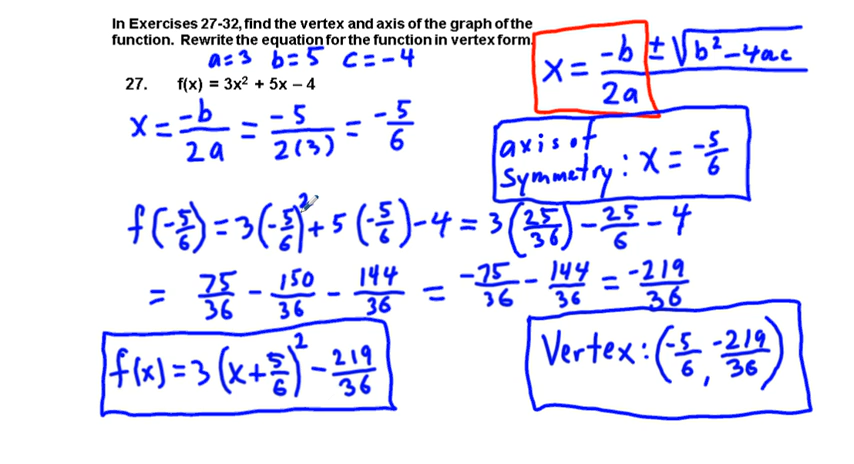 In Exercises 27-32, find the vertex and axis of the graph of the
function. Rewrite the equation for the function in vertex form.
a=3 b=5 c=-4
27. f(x) = 3x² + 5x – 4
x = -b/2a ± √b²-4ac
x = -b/2a = -5/2(3) = -5/6
axis of
symmetry: x = -5/6
f(-5/6) = 3(-5/6)² + 5(-5/6) - 4 = 3(25/36) - 25/6 - 4
= 75/36 - 150/36 - 144/36 = -75/36 - 144/36 = -219/36
f(x) = 3(x+5/6)² - 219/36
Vertex: (-5/6, -219/36)